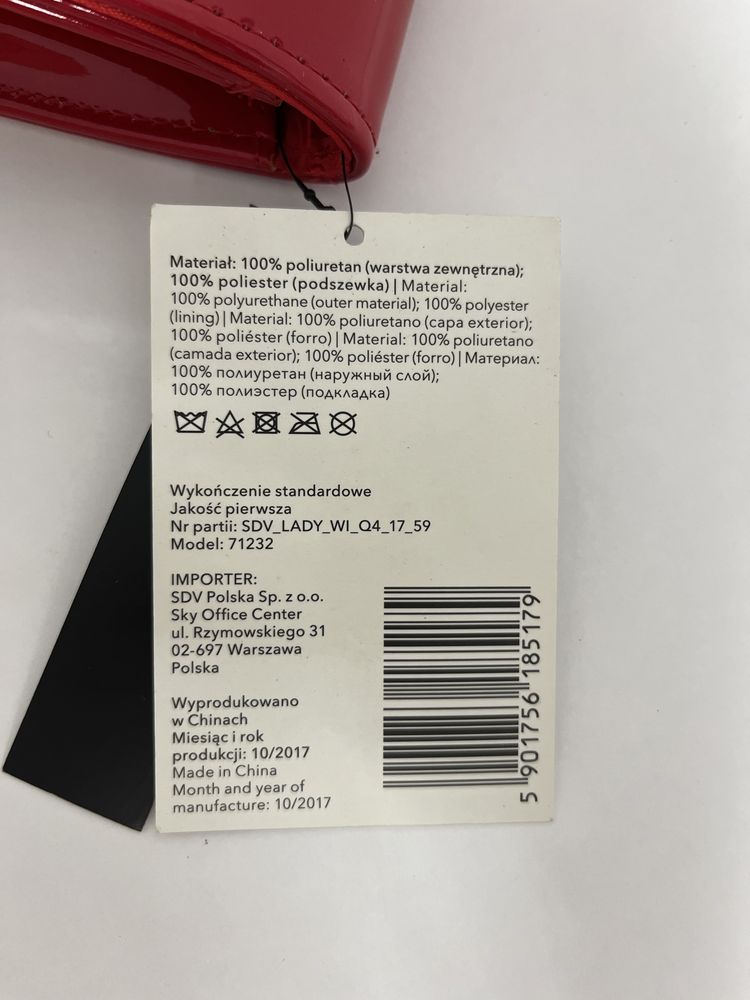 Materiał: 100% poliuretan (warstwa zewnętrzna);
100% poliester (podszewka) | Material:
100% polyurethane (outer material); 100% polyester
(lining) | Material: 100% poliuretano (capa exterior);
100% poliéster (forro) | Material: 100% poliuretano
(camada exterior); 100% poliéster (forro) | Материал:
100% полиуретан (наружный слой);
100% полиэстер (подкладка)
Wykończenie standardowe
Jakość pierwsza
Nr partii: SDV_LADY_WI_Q4_17_59
Model: 71232
IMPORTER:
SDV Polska Sp. z o.o.
Sky Office Center
ul. Rzymowskiego 31
02-697 Warszawa
Polska
Wyprodukowano
w Chinach
Miesiąc i rok
produkcji: 10/2017
Made in China
Month and year of
manufacture: 10/2017
5 901756 185179